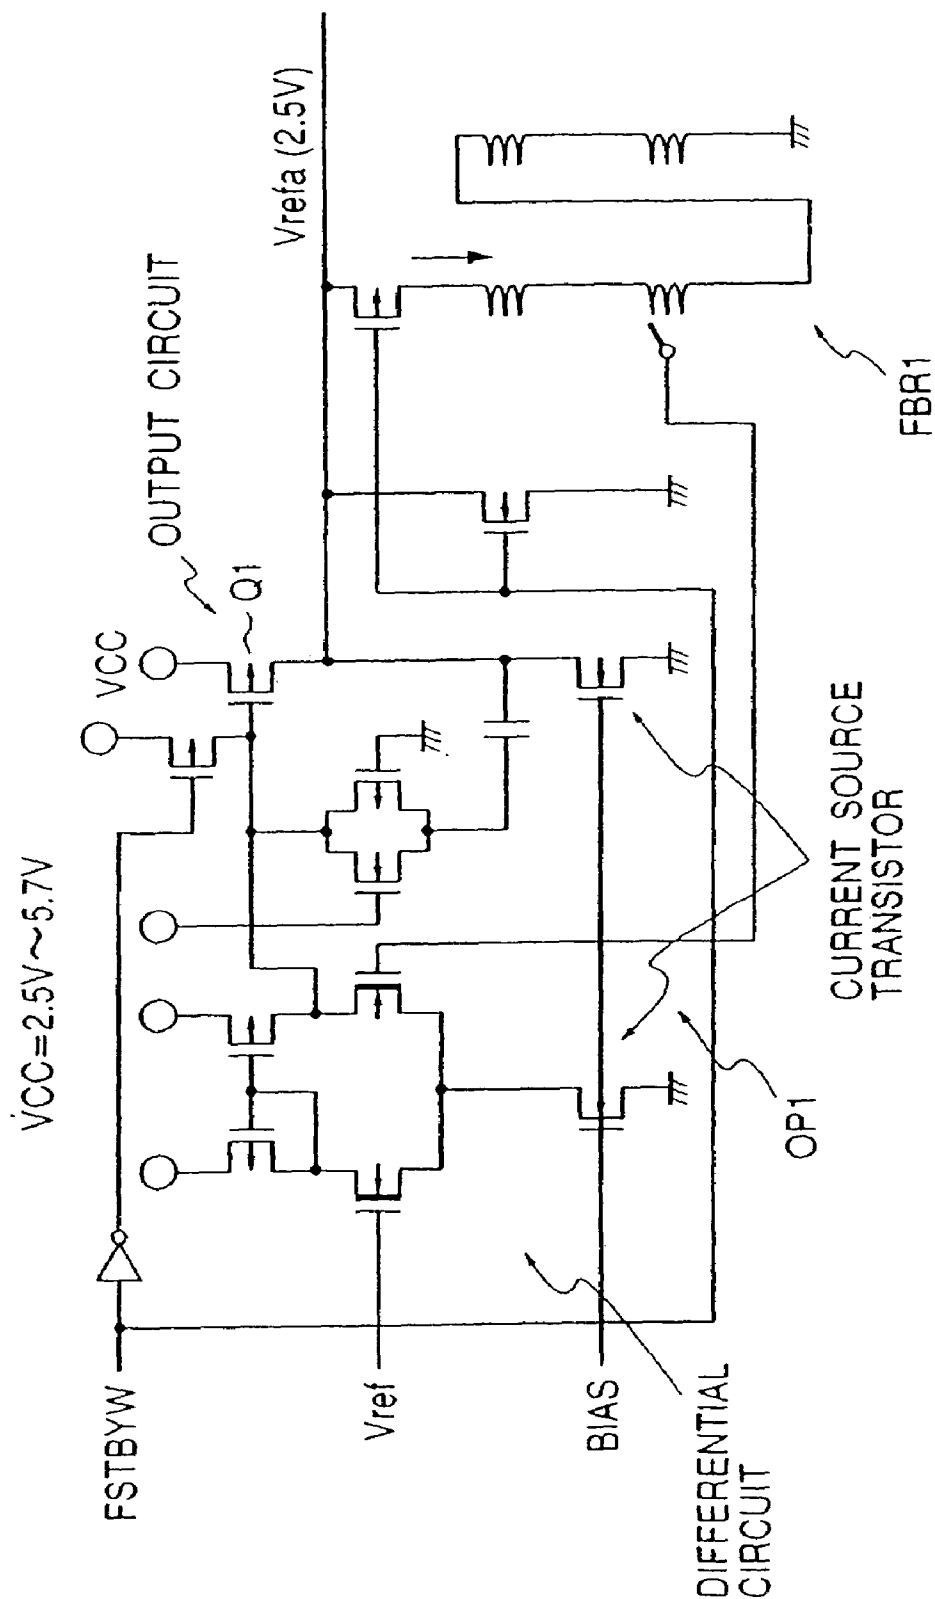 VCC=2.5V～5.7V
VCC
OUTPUT CIRCUIT
Q1
Vrefa (2.5V)
FSTBYW
Vref
BIAS
DIFFERENTIAL
CIRCUIT
OP1
CURRENT SOURCE
TRANSISTOR
FBR1